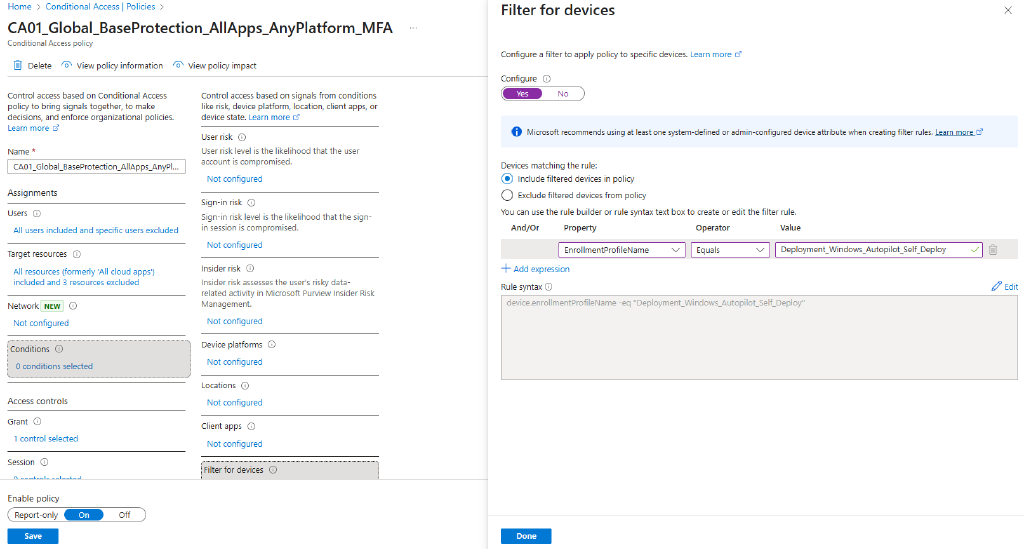 Home > Conditional Access | Policies >
CA01_Global_BaseProtection_AllApps_AnyPlatform_MFA ...
Conditional Access policy
Delete View policy information View policy impact
Control access based on Conditional Access
policy to bring signals together, to make
decisions, and enforce organizational policies.
Learn more
Name *
CA01_Global_BaseProtection_AllApps_AnyPl...
Assignments
Users
All users included and specific users excluded
Target resources
All resources (formerly 'All cloud apps')
included and 3 resources excluded
Network NEW
Not configured
Conditions
0 conditions selected
Access controls
Grant
1 control selected
Session
Control access based on signals from conditions
like risk, device platform, location, client apps, or
device state. Learn more
User risk
User risk level is the likelihood that the user
account is compromised.
Not configured
Sign-in risk
Sign-in risk level is the likelihood that the sign-
in session is compromised.
Not configured
Insider risk
Insider risk assesses the user's risky data-
related activity in Microsoft Purview Insider Risk
Management.
Not configured
Device platforms
Not configured
Locations
Not configured
Client apps
Not configured
Filter for devices
Enable policy
Report-only On Off
Save
Filter for devices
Configure a filter to apply policy to specific devices. Learn more
Configure
Yes No
Microsoft recommends using at least one system-defined or admin-configured device attribute when creating filter rules. Learn more
Devices matching the rule:
Include filtered devices in policy
Exclude filtered devices from policy
You can use the rule builder or rule syntax text box to create or edit the filter rule.
And/Or Property Operator Value
EnrollmentProfileName Equals Deployment_Windows_Autopilot_Self_Deploy
+ Add expression
Rule syntax Edit
device.enrollmentProfileName -eq "Deployment_Windows_Autopilot_Self_Deploy"
Done